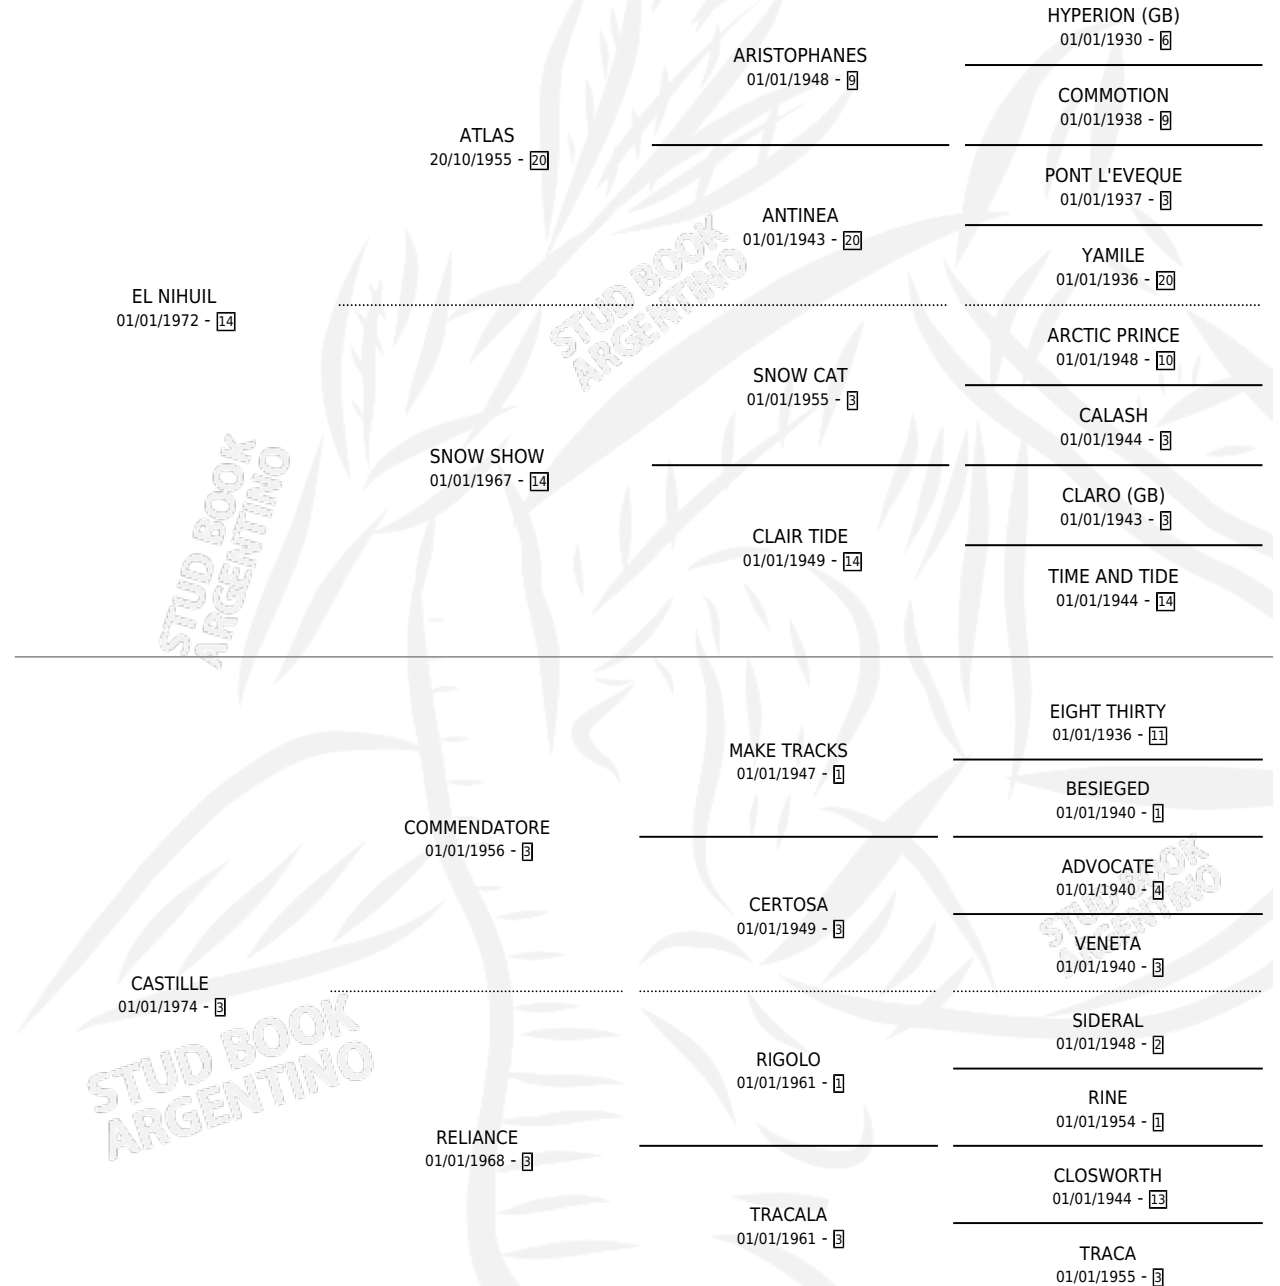 HYPERION (GB)
01/01/1930 - 6
ARISTOPHANES
01/01/1948 - 9
COMMOTION
01/01/1938 - 9
ATLAS
20/10/1955 - 20
PONT L'EVEQUE
01/01/1937 - 3
ANTINEA
01/01/1943 - 20
YAMILE
01/01/1936 - 20
EL NIHUIL
01/01/1972 - 14
STUD BOOK
ARGENTINO
ARCTIC PRINCE
01/01/1948 - 10
SNOW CAT
01/01/1955 - 3
CALASH
01/01/1944 - 3
SNOW SHOW
01/01/1967 - 14
CLARO (GB)
01/01/1943 - 3
CLAIR TIDE
01/01/1949 - 14
TIME AND TIDE
01/01/1944 - 14
STUD BOOK
ARGENTINO
EIGHT THIRTY
01/01/1936 - 11
MAKE TRACKS
01/01/1947 - 1
BESIEGED
01/01/1940 - 1
COMMENDATORE
01/01/1956 - 3
ADVOCATE
01/01/1940 - 4
CERTOSA
01/01/1949 - 3
STUD BOOK
ARGENTINO
VENETA
01/01/1940 - 3
CASTILLE
01/01/1974 - 3
STUD BOOK
ARGENTINO
SIDERAL
01/01/1948 - 2
RIGOLO
01/01/1961 - 1
RINE
01/01/1954 - 1
RELIANCE
01/01/1968 - 3
CLOSWORTH
01/01/1944 - 13
TRACALA
01/01/1961 - 3
TRACA
01/01/1955 - 3